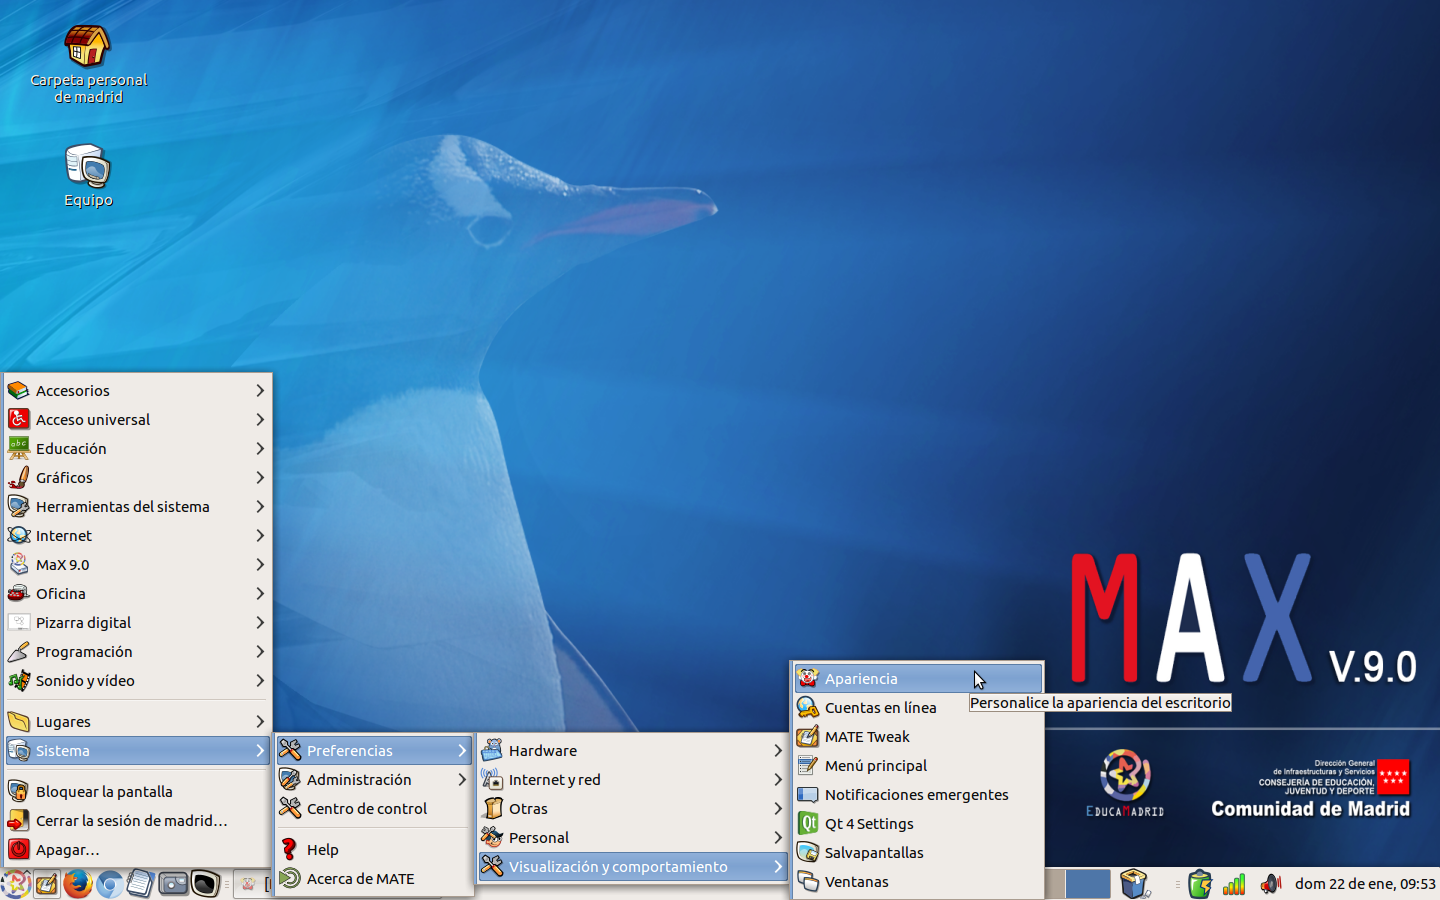 Carpeta personal
de madrid
Equipo
Accesorios
Acceso universal
abc
Educación
Gráficos
Herramientas del sistema
Internet
MaX 9.0
Oficina
Pizarra digital
Programación
Sonido y vídeo
Lugares
Sistema
Bloquear la pantalla
Cerrar la sesión de madrid...
Apagar...
Preferencias
Administración
Centro de control
Help
Acerca de MATE
Hardware
Internet y red
Otras
Personal
Visualización y comportamiento
Apariencia
Cuentas en línea
MATE Tweak
Menú principal
Notificaciones emergentes
Qt
Qt 4 Settings
Salvapantallas
Ventanas
Personalice la apariencia del escritorio
MAX V.9.0
EDUCAMADRID
Dirección General
de Infraestructuras y Servicios
CONSEJERÍA DE EDUCACIÓN,
JUVENTUD Y DEPORTE
Comunidad de Madrid
dom 22 de ene, 09:53